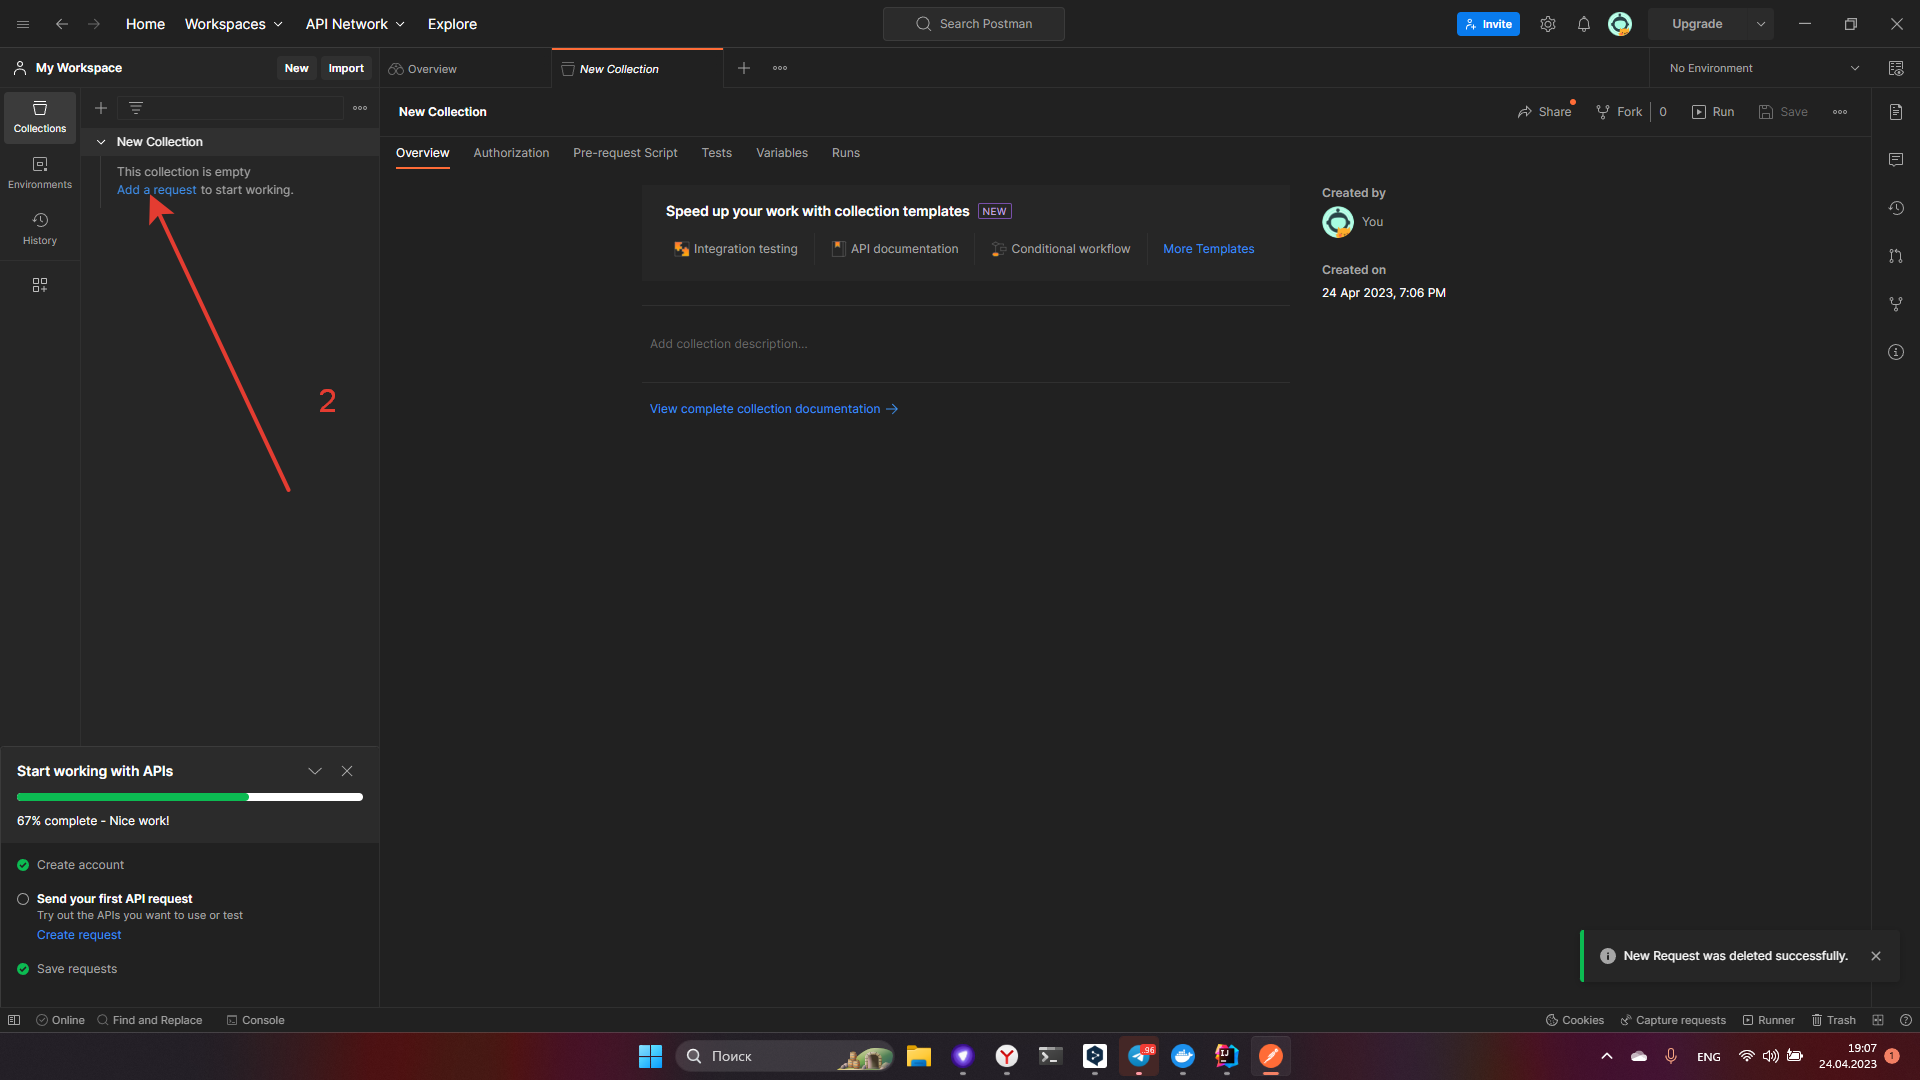 Home
Workspaces
API Network
Explore
Search Postman
Invite
Upgrade
My Workspace
New
Import
Overview
New Collection
No Environment
Collections
Environments
History
New Collection
This collection is empty
Add a request to start working.
2
New Collection
Share
Fork
0
Run
Save
Overview
Authorization
Pre-request Script
Tests
Variables
Runs
Speed up your work with collection templates NEW
Integration testing
API documentation
Conditional workflow
More Templates
Add collection description...
View complete collection documentation →
Created by
You
Created on
24 Apr 2023, 7:06 PM
Start working with APIs
67% complete - Nice work!
Create account
Send your first API request
Try out the APIs you want to use or test
Create request
Save requests
New Request was deleted successfully.
Online
Find and Replace
Console
Cookies
Capture requests
Runner
Trash
Поиск
96
ENG
19:07
24.04.2023
1